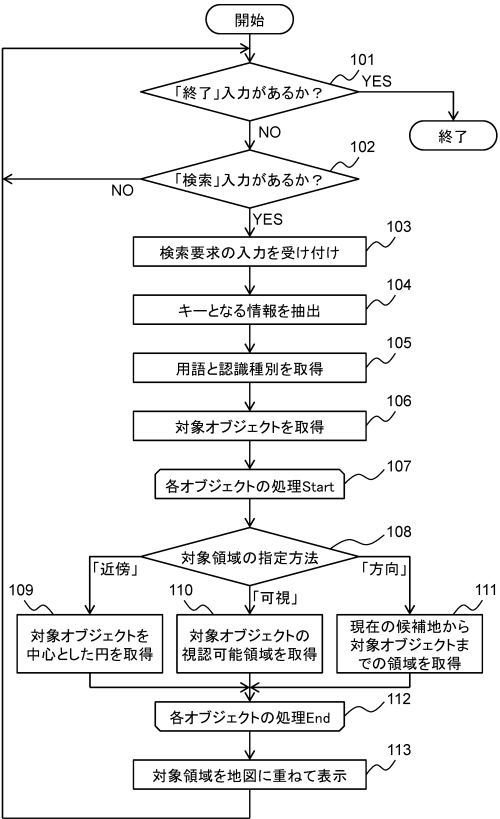 開始
101
「終了」入力があるか？
YES
終了
NO
102
「検索」入力があるか？
NO
YES
103
検索要求の入力を受け付け
104
キーとなる情報を抽出
105
用語と認識種別を取得
106
対象オブジェクトを取得
107
各オブジェクトの処理Start
108
対象領域の指定方法
「近傍」
「可視」
「方向」
109
対象オブジェクトを
中心とした円を取得
110
対象オブジェクトの
視認可能領域を取得
111
現在の候補地から
対象オブジェクトま
での領域を取得
112
各オブジェクトの処理End
113
対象領域を地図に重ねて表示